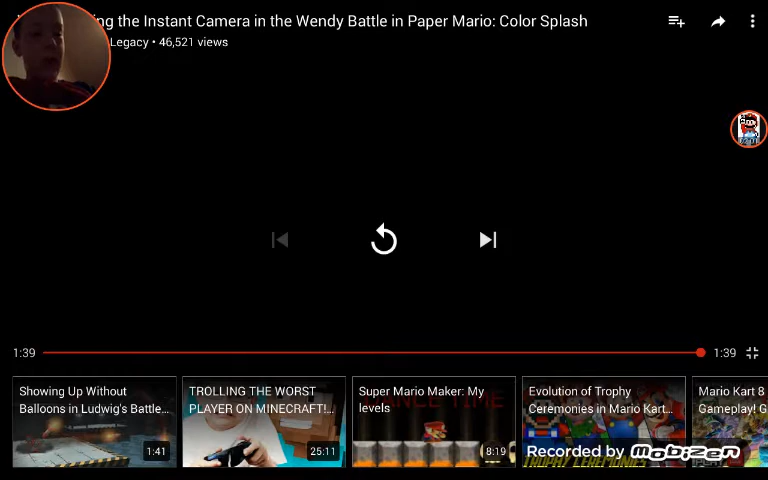 ng the Instant Camera in the Wendy Battle in Paper Mario: Color Splash
Legacy • 46,521 views
1:39
1:39
Showing Up Without
Balloons in Ludwig's Battle...
1:41
TROLLING THE WORST
PLAYER ON MINECRAFT!...
25:11
Super Mario Maker: My
levels
8:19
Evolution of Trophy
Ceremonies in Mario Kart...
TROPHY CEREMONIES
Mario Kart 8
Gameplay! G
Recorded by Mobizen